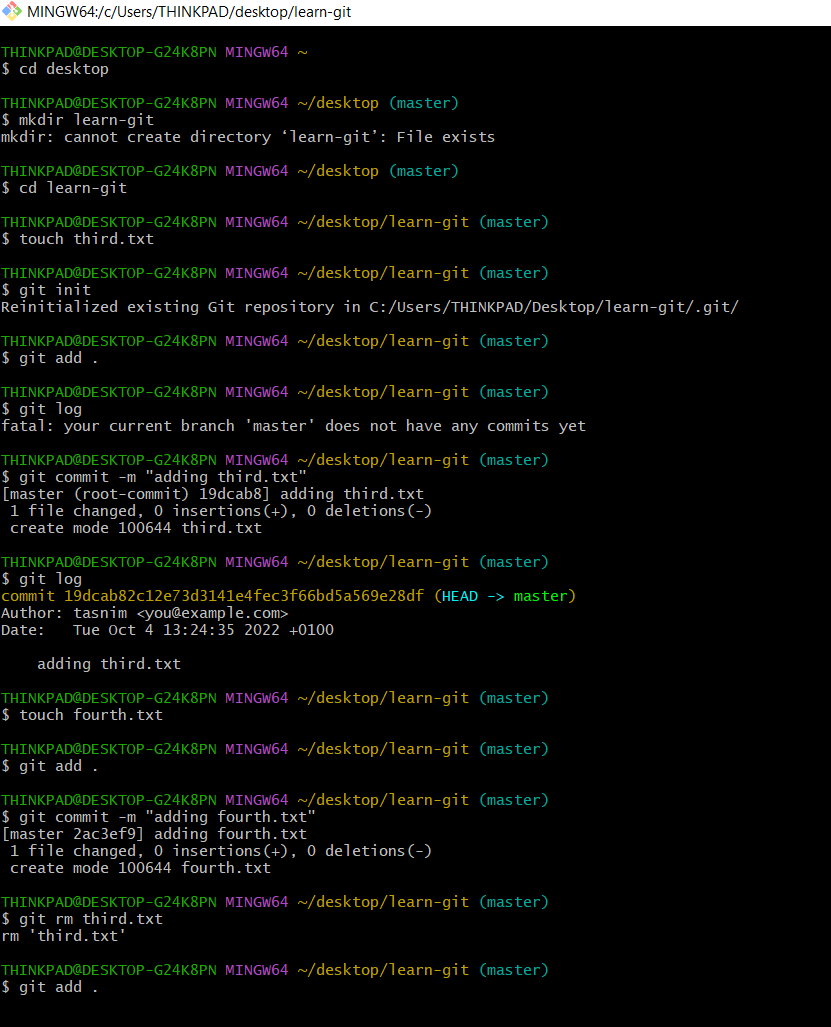 MINGW64:/c/Users/THINKPAD/desktop/learn-git
THINKPAD@DESKTOP-G24K8PN MINGW64 ~
$ cd desktop
THINKPAD@DESKTOP-G24K8PN MINGW64 ~/desktop (master)
$ mkdir learn-git
mkdir: cannot create directory ‘learn-git’: File exists
THINKPAD@DESKTOP-G24K8PN MINGW64 ~/desktop (master)
$ cd learn-git
THINKPAD@DESKTOP-G24K8PN MINGW64 ~/desktop/learn-git (master)
$ touch third.txt
THINKPAD@DESKTOP-G24K8PN MINGW64 ~/desktop/learn-git (master)
$ git init
Reinitialized existing Git repository in C:/Users/THINKPAD/Desktop/learn-git/.git/
THINKPAD@DESKTOP-G24K8PN MINGW64 ~/desktop/learn-git (master)
$ git add .
THINKPAD@DESKTOP-G24K8PN MINGW64 ~/desktop/learn-git (master)
$ git log
fatal: your current branch 'master' does not have any commits yet
THINKPAD@DESKTOP-G24K8PN MINGW64 ~/desktop/learn-git (master)
$ git commit -m "adding third.txt"
[master (root-commit) 19dcab8] adding third.txt
 1 file changed, 0 insertions(+), 0 deletions(-)
 create mode 100644 third.txt
THINKPAD@DESKTOP-G24K8PN MINGW64 ~/desktop/learn-git (master)
$ git log
commit 19dcab82c12e73d3141e4fec3f66bd5a569e28df (HEAD -> master)
Author: tasnim <you@example.com>
Date:   Tue Oct 4 13:24:35 2022 +0100
    adding third.txt
THINKPAD@DESKTOP-G24K8PN MINGW64 ~/desktop/learn-git (master)
$ touch fourth.txt
THINKPAD@DESKTOP-G24K8PN MINGW64 ~/desktop/learn-git (master)
$ git add .
THINKPAD@DESKTOP-G24K8PN MINGW64 ~/desktop/learn-git (master)
$ git commit -m "adding fourth.txt"
[master 2ac3ef9] adding fourth.txt
 1 file changed, 0 insertions(+), 0 deletions(-)
 create mode 100644 fourth.txt
THINKPAD@DESKTOP-G24K8PN MINGW64 ~/desktop/learn-git (master)
$ git rm third.txt
rm 'third.txt'
THINKPAD@DESKTOP-G24K8PN MINGW64 ~/desktop/learn-git (master)
$ git add .